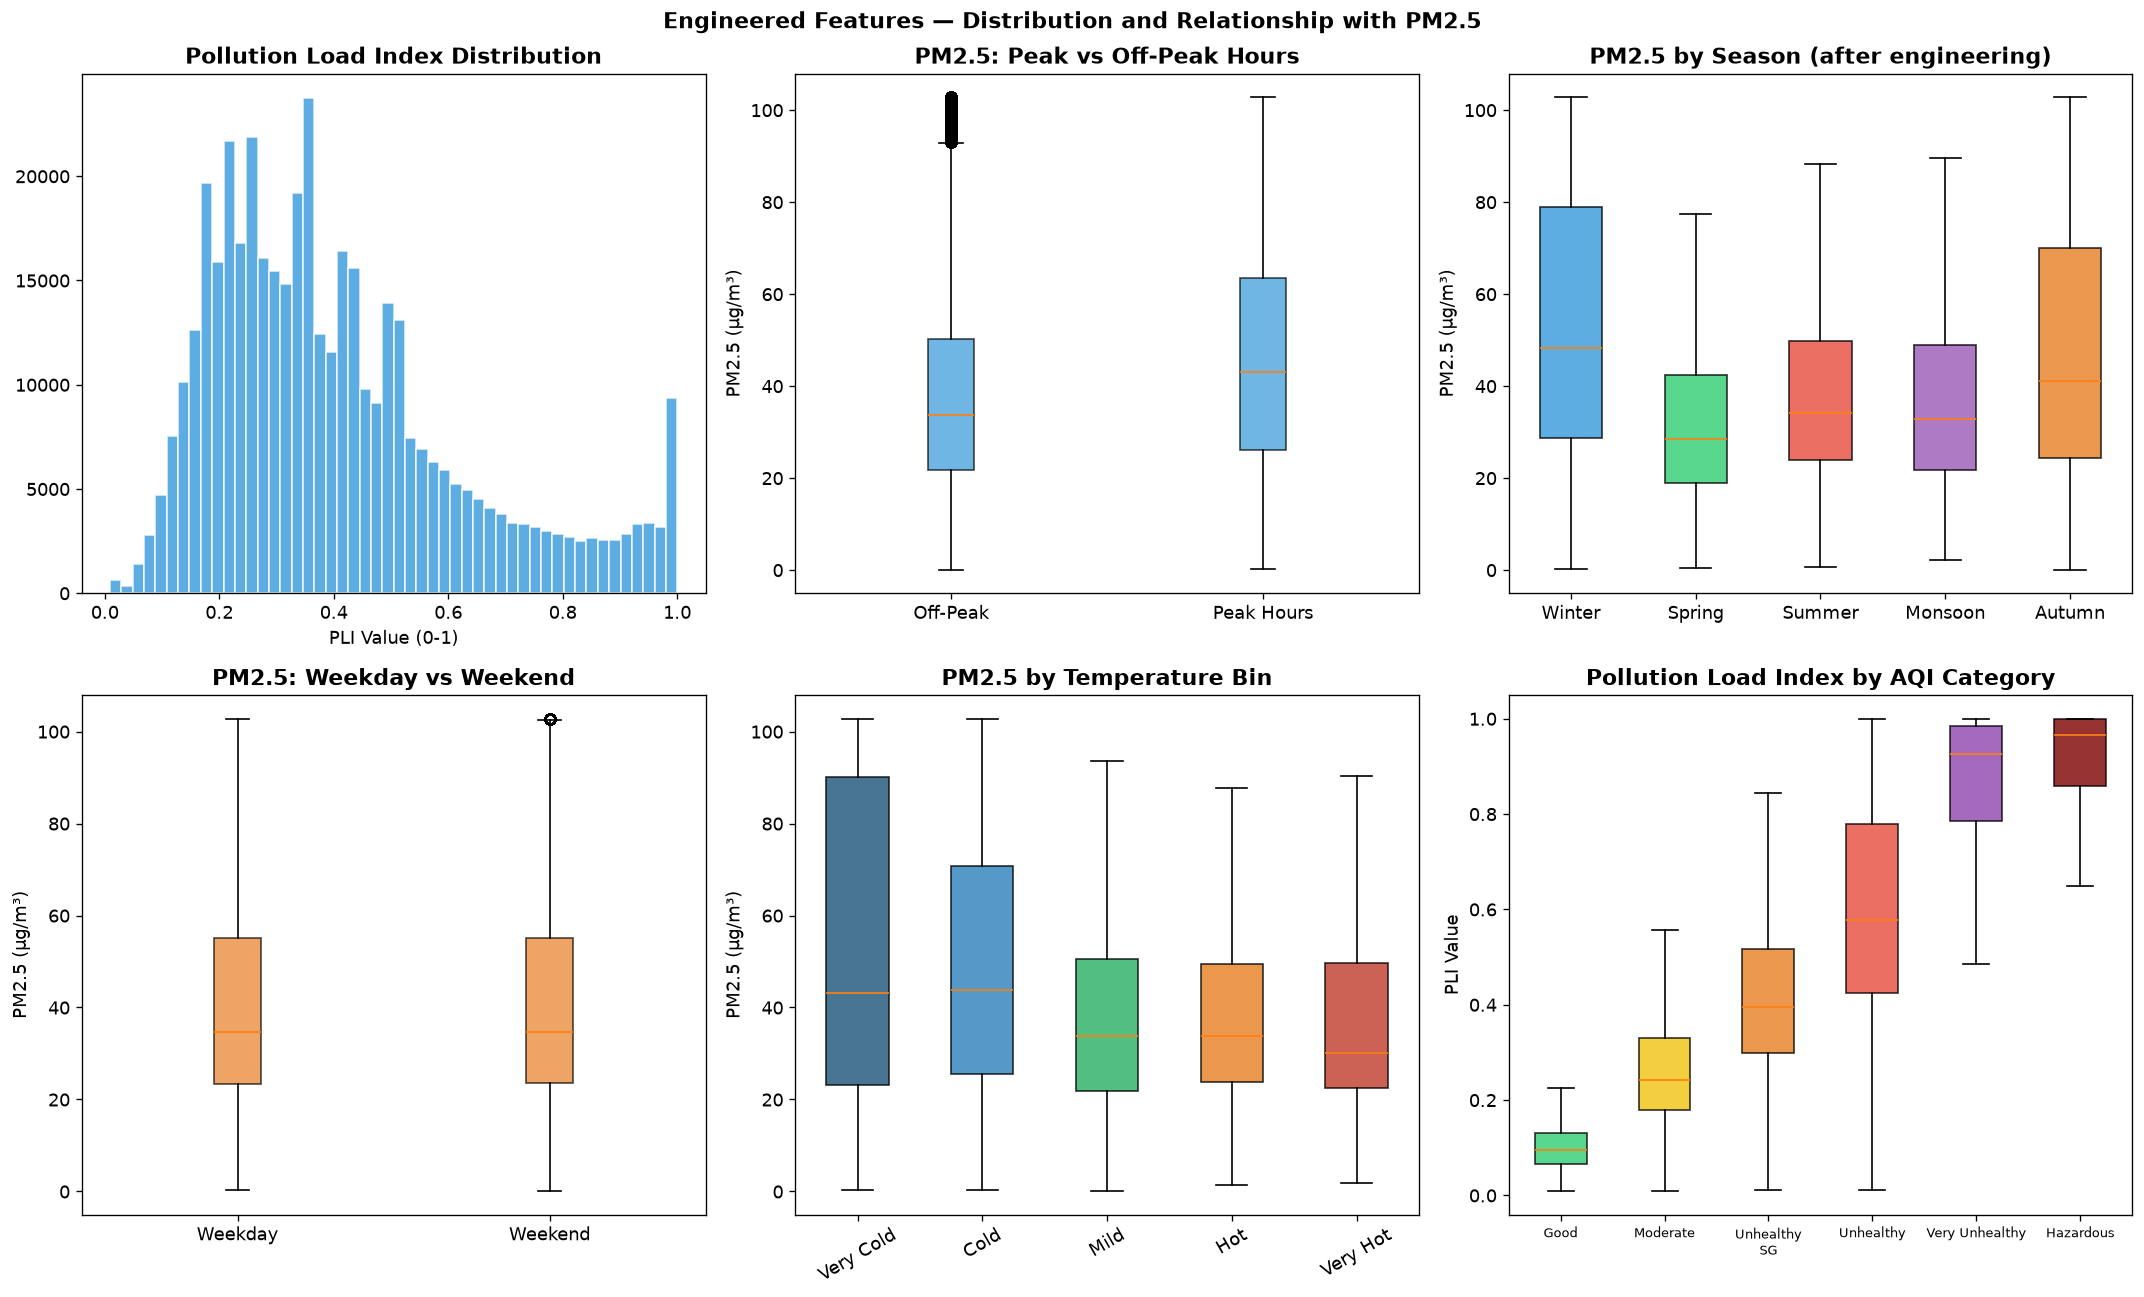 Engineered Features — Distribution and Relationship with PM2.5
Pollution Load Index Distribution
20000
15000
10000
5000
0
0.0 0.2 0.4 0.6 0.8 1.0
PLI Value (0-1)
PM2.5: Peak vs Off-Peak Hours
PM2.5 (µg/m³)
100
80
60
40
20
0
Off-Peak Peak Hours
PM2.5 by Season (after engineering)
PM2.5 (µg/m³)
100
80
60
40
20
0
Winter Spring Summer Monsoon Autumn
PM2.5: Weekday vs Weekend
PM2.5 (µg/m³)
100
80
60
40
20
0
Weekday Weekend
PM2.5 by Temperature Bin
PM2.5 (µg/m³)
100
80
60
40
20
0
Very Cold Cold Mild Hot Very Hot
Pollution Load Index by AQI Category
PLI Value
1.0
0.8
0.6
0.4
0.2
0.0
Good Moderate Unhealthy Unhealthy Very Unhealthy Hazardous
SG